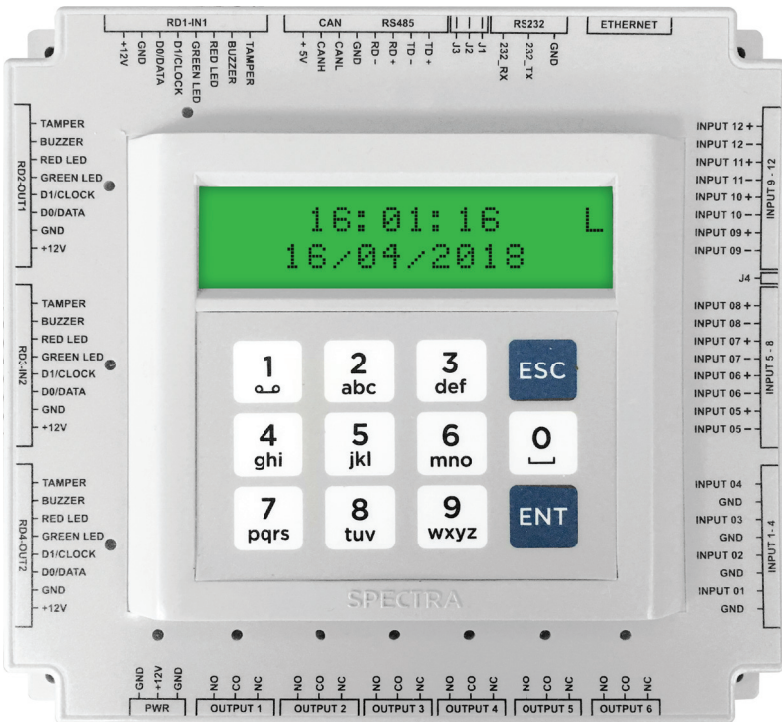 RD1-IN1 CAN RS485 RS232 ETHERNET
+12V
GND
D0/DATA
D1/CLOCK
GREEN LED
RED LED
BUZZER
TAMPER
+ 5V
CANH
CANL
GND
RD -
RD +
TD -
TD +
J3
J2
J1
232_RX
232_TX
GND
RD2-OUT1
TAMPER
BUZZER
RED LED
GREEN LED
D1/CLOCK
D0/DATA
GND
+12V
RD3-IN2
TAMPER
BUZZER
RED LED
GREEN LED
D1/CLOCK
D0/DATA
GND
+12V
RD4-OUT2
TAMPER
BUZZER
RED LED
GREEN LED
D1/CLOCK
D0/DATA
GND
+12V
16:01:16 L
16/04/2018
1
2 abc
3 def
ESC
4 ghi
5 jkl
6 mno
0
7 pqrs
8 tuv
9 wxyz
ENT
SPECTRA
INPUT 12 +
INPUT 12 -
INPUT 11 +
INPUT 11 -
INPUT 10 +
INPUT 10 -
INPUT 09 +
INPUT 09 -
INPUT 9 - 12
J4
INPUT 08 +
INPUT 08 -
INPUT 07 +
INPUT 07 -
INPUT 06 +
INPUT 06 -
INPUT 05 +
INPUT 05 -
INPUT 5 - 8
INPUT 04
GND
INPUT 03
GND
INPUT 02
GND
INPUT 01
GND
INPUT 1-4
GND
+12V
GND
NO
CO
NC
NO
CO
NC
NO
CO
NC
NO
CO
NC
NO
CO
NC
NO
CO
NC
PWR OUTPUT 1 OUTPUT 2 OUTPUT 3 OUTPUT 4 OUTPUT 5 OUTPUT 6